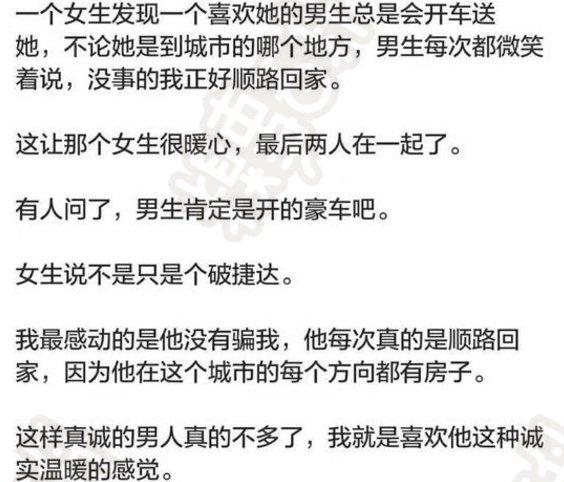 一个女生发现一个喜欢她的男生总是会开车送
她，不论她是到城市的哪个地方，男生每次都微笑
着说，没事的我正好顺路回家。
这让那个女生很暖心，最后两人在一起了。
有人问了，男生肯定是开的豪车吧。
女生说不是只是个破捷达。
我最感动的是他没有骗我，他每次真的是顺路回
家，因为他在这个城市的每个方向都有房子。
这样真诚的男人真的不多了，我就是喜欢他这种诚
实温暖的感觉。